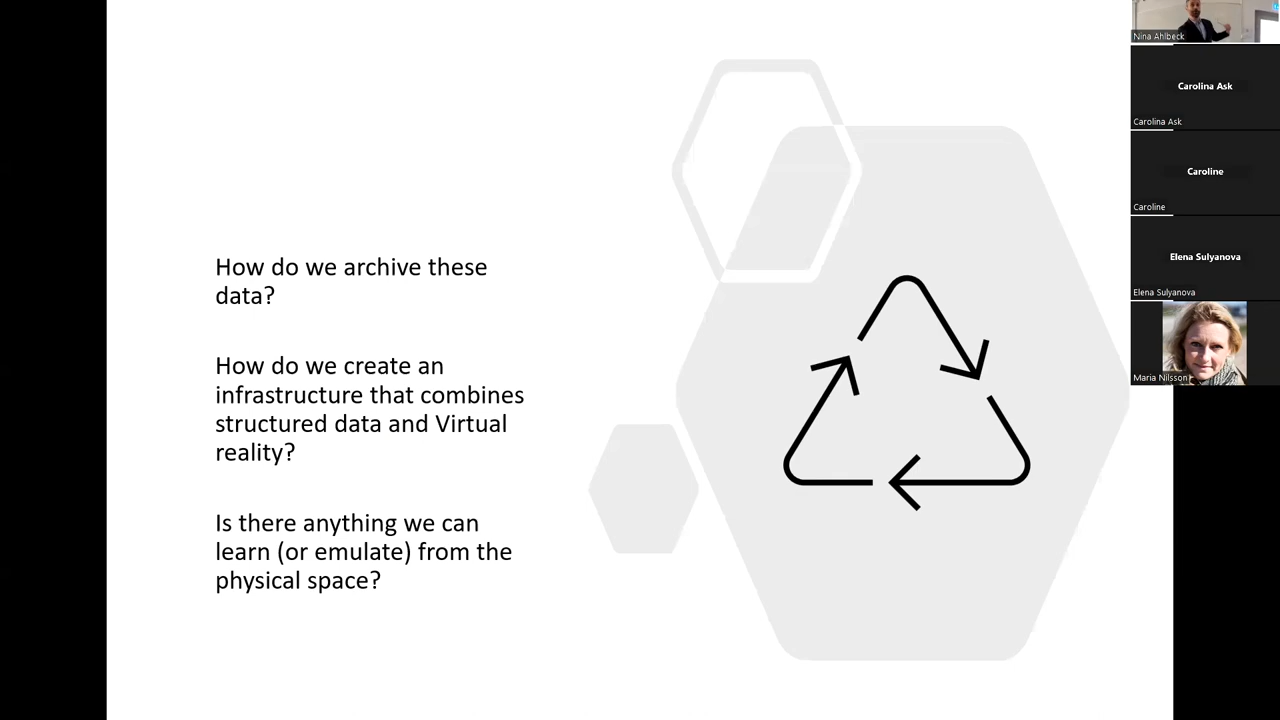 How do we archive these
data?
How do we create an
infrastructure that combines
structured data and Virtual
reality?
Is there anything we can
learn (or emulate) from the
physical space?
Nina Ahlbeck
Carolina Ask
Carolina Ask
Caroline
Caroline
Elena Sulyanova
Elena Sulyanova
Maria Nilsson